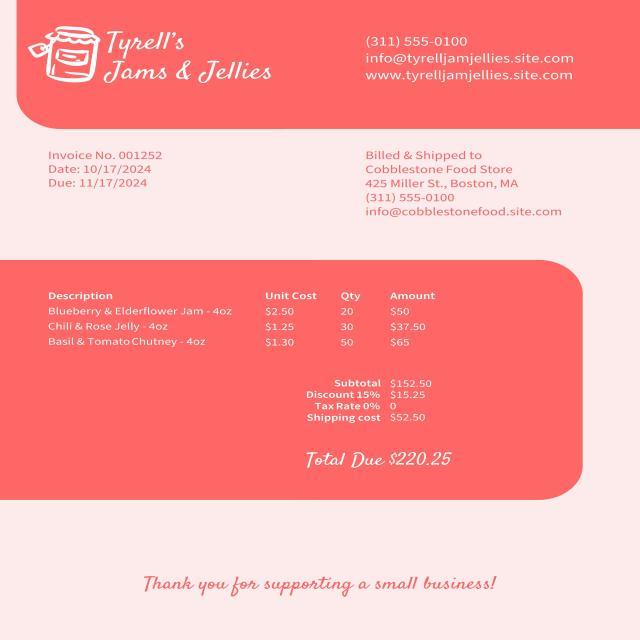 Tyrell's
Jams & Jellies
(311) 555-0100
info@tyrelljamjellies.site.com
www.tyrelljamjellies.site.com
Invoice No. 001252
Date: 10/17/2024
Due: 11/17/2024
Billed & Shipped to
Cobblestone Food Store
425 Miller St., Boston, MA
(311) 555-0100
info@cobblestonefood.site.com
Description Unit Cost Qty Amount
Blueberry & Elderflower Jam - 4oz $2.50 20 $50
Chili & Rose Jelly - 4oz $1.25 30 $37.50
Basil & Tomato Chutney - 4oz $1.30 50 $65
Subtotal $152.50
Discount 15% $15.25
Tax Rate 0% 0
Shipping cost $52.50
Total Due $220.25
Thank you for supporting a small business!